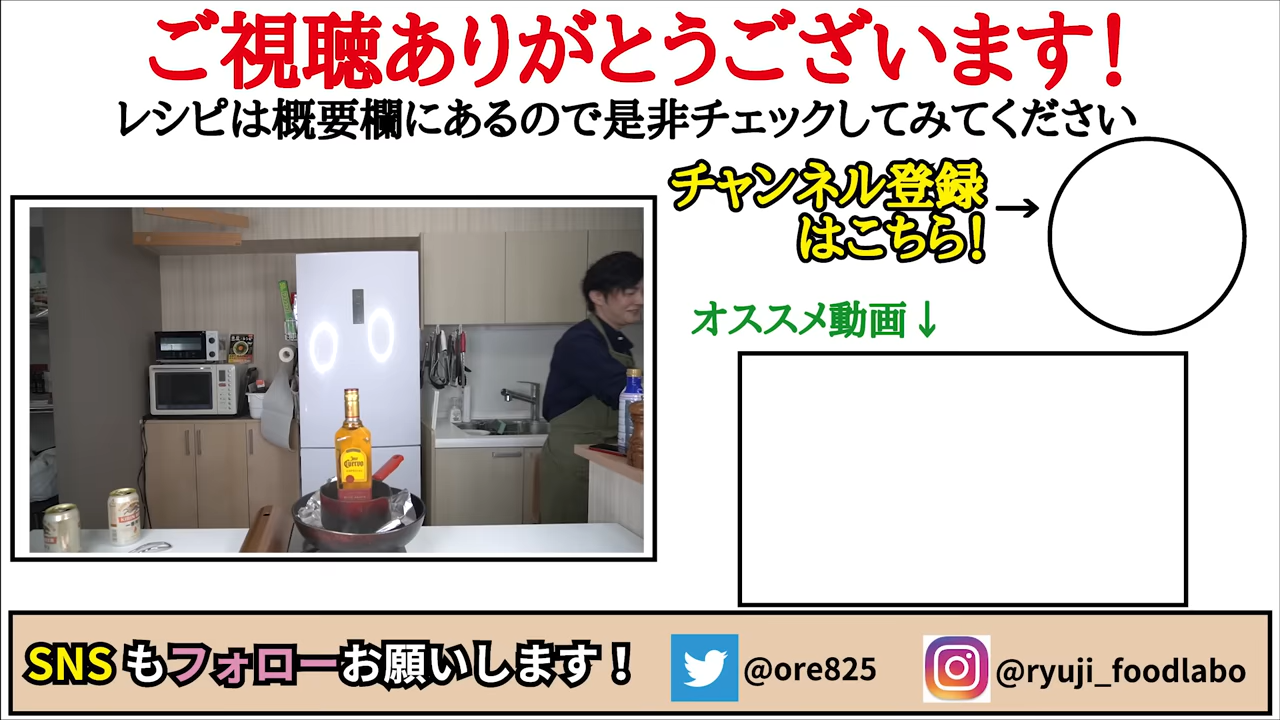 ご視聴ありがとうございます！
レシピは概要欄にあるので是非チェックしてみてください
チャンネル登録 →
はこちら！
オススメ動画↓
Jose
Cuervo
SNSもフォローお願いします！
@ore825
@ryuji_foodlabo